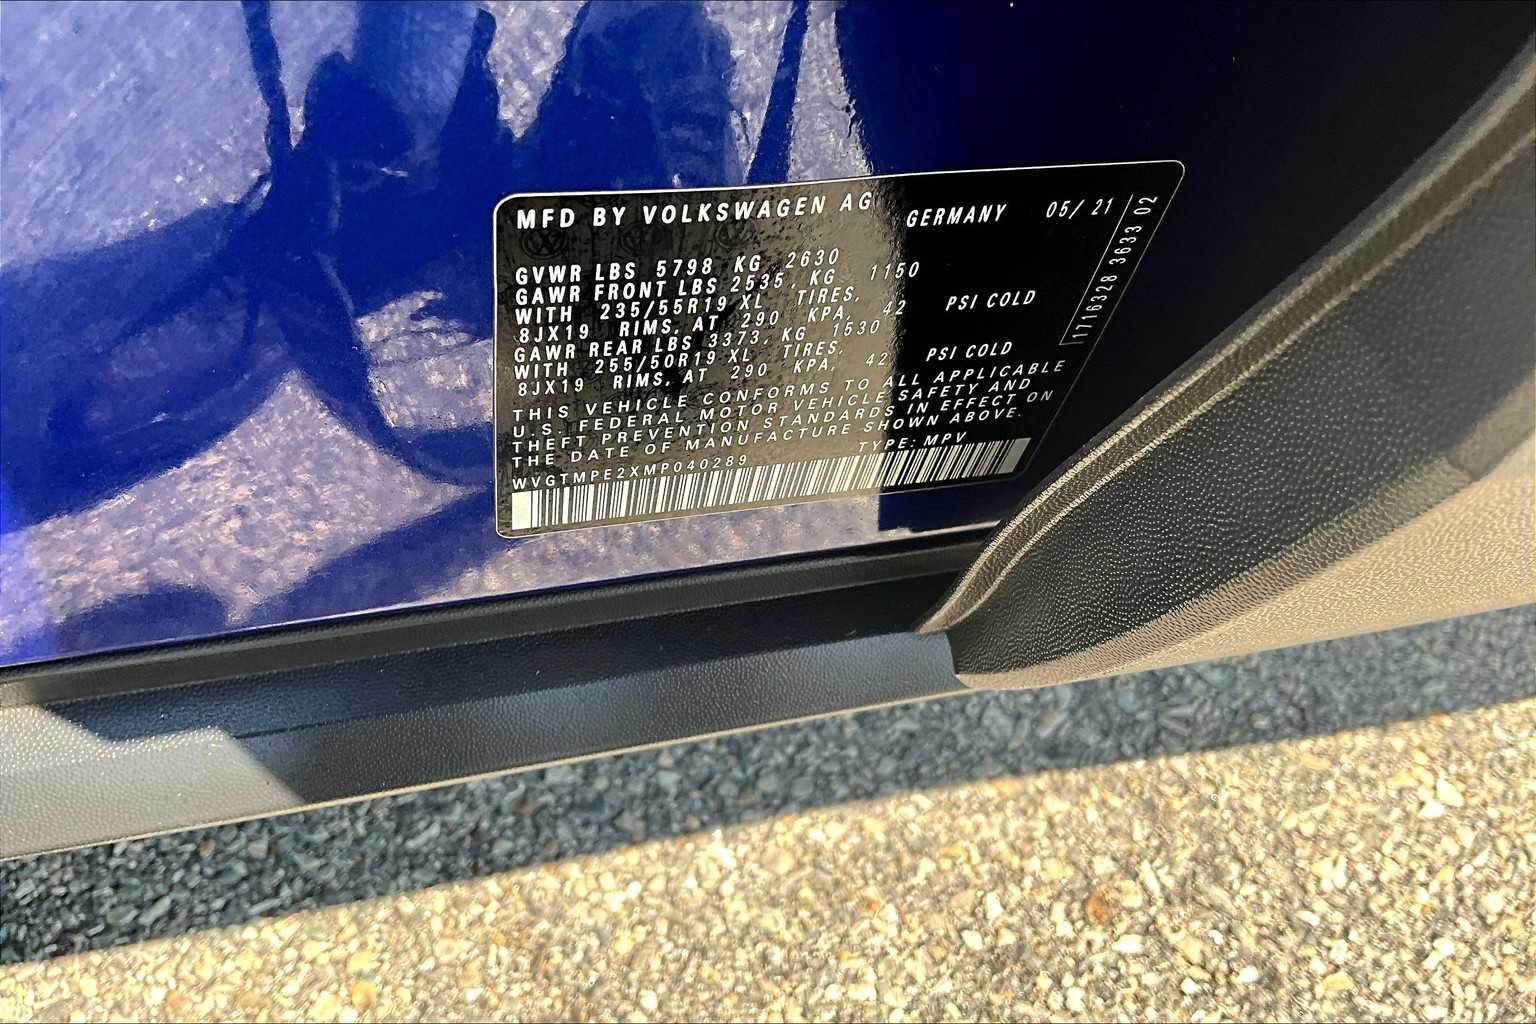 MFD BY VOLKSWAGEN AG GERMANY 05/ 21
GVWR LBS 5798 KG 2630
GAWR FRONT LBS 2535, KG 1150
WITH 235/55R19 XL TIRES,
8JX19 RIMS, AT 290 KPA, 42 PSI COLD
GAWR REAR LBS 3373, KG 1530
WITH 255/50R19 XL TIRES,
8JX19 RIMS, AT 290 KPA, 42 PSI COLD
THIS VEHICLE CONFORMS TO ALL APPLICABLE
U.S. FEDERAL MOTOR VEHICLE SAFETY AND
THEFT PREVENTION STANDARDS IN EFFECT ON
THE DATE OF MANUFACTURE SHOWN ABOVE.
WVGTMPE2XMP040289 TYPE: MPV
1716328 3633 02